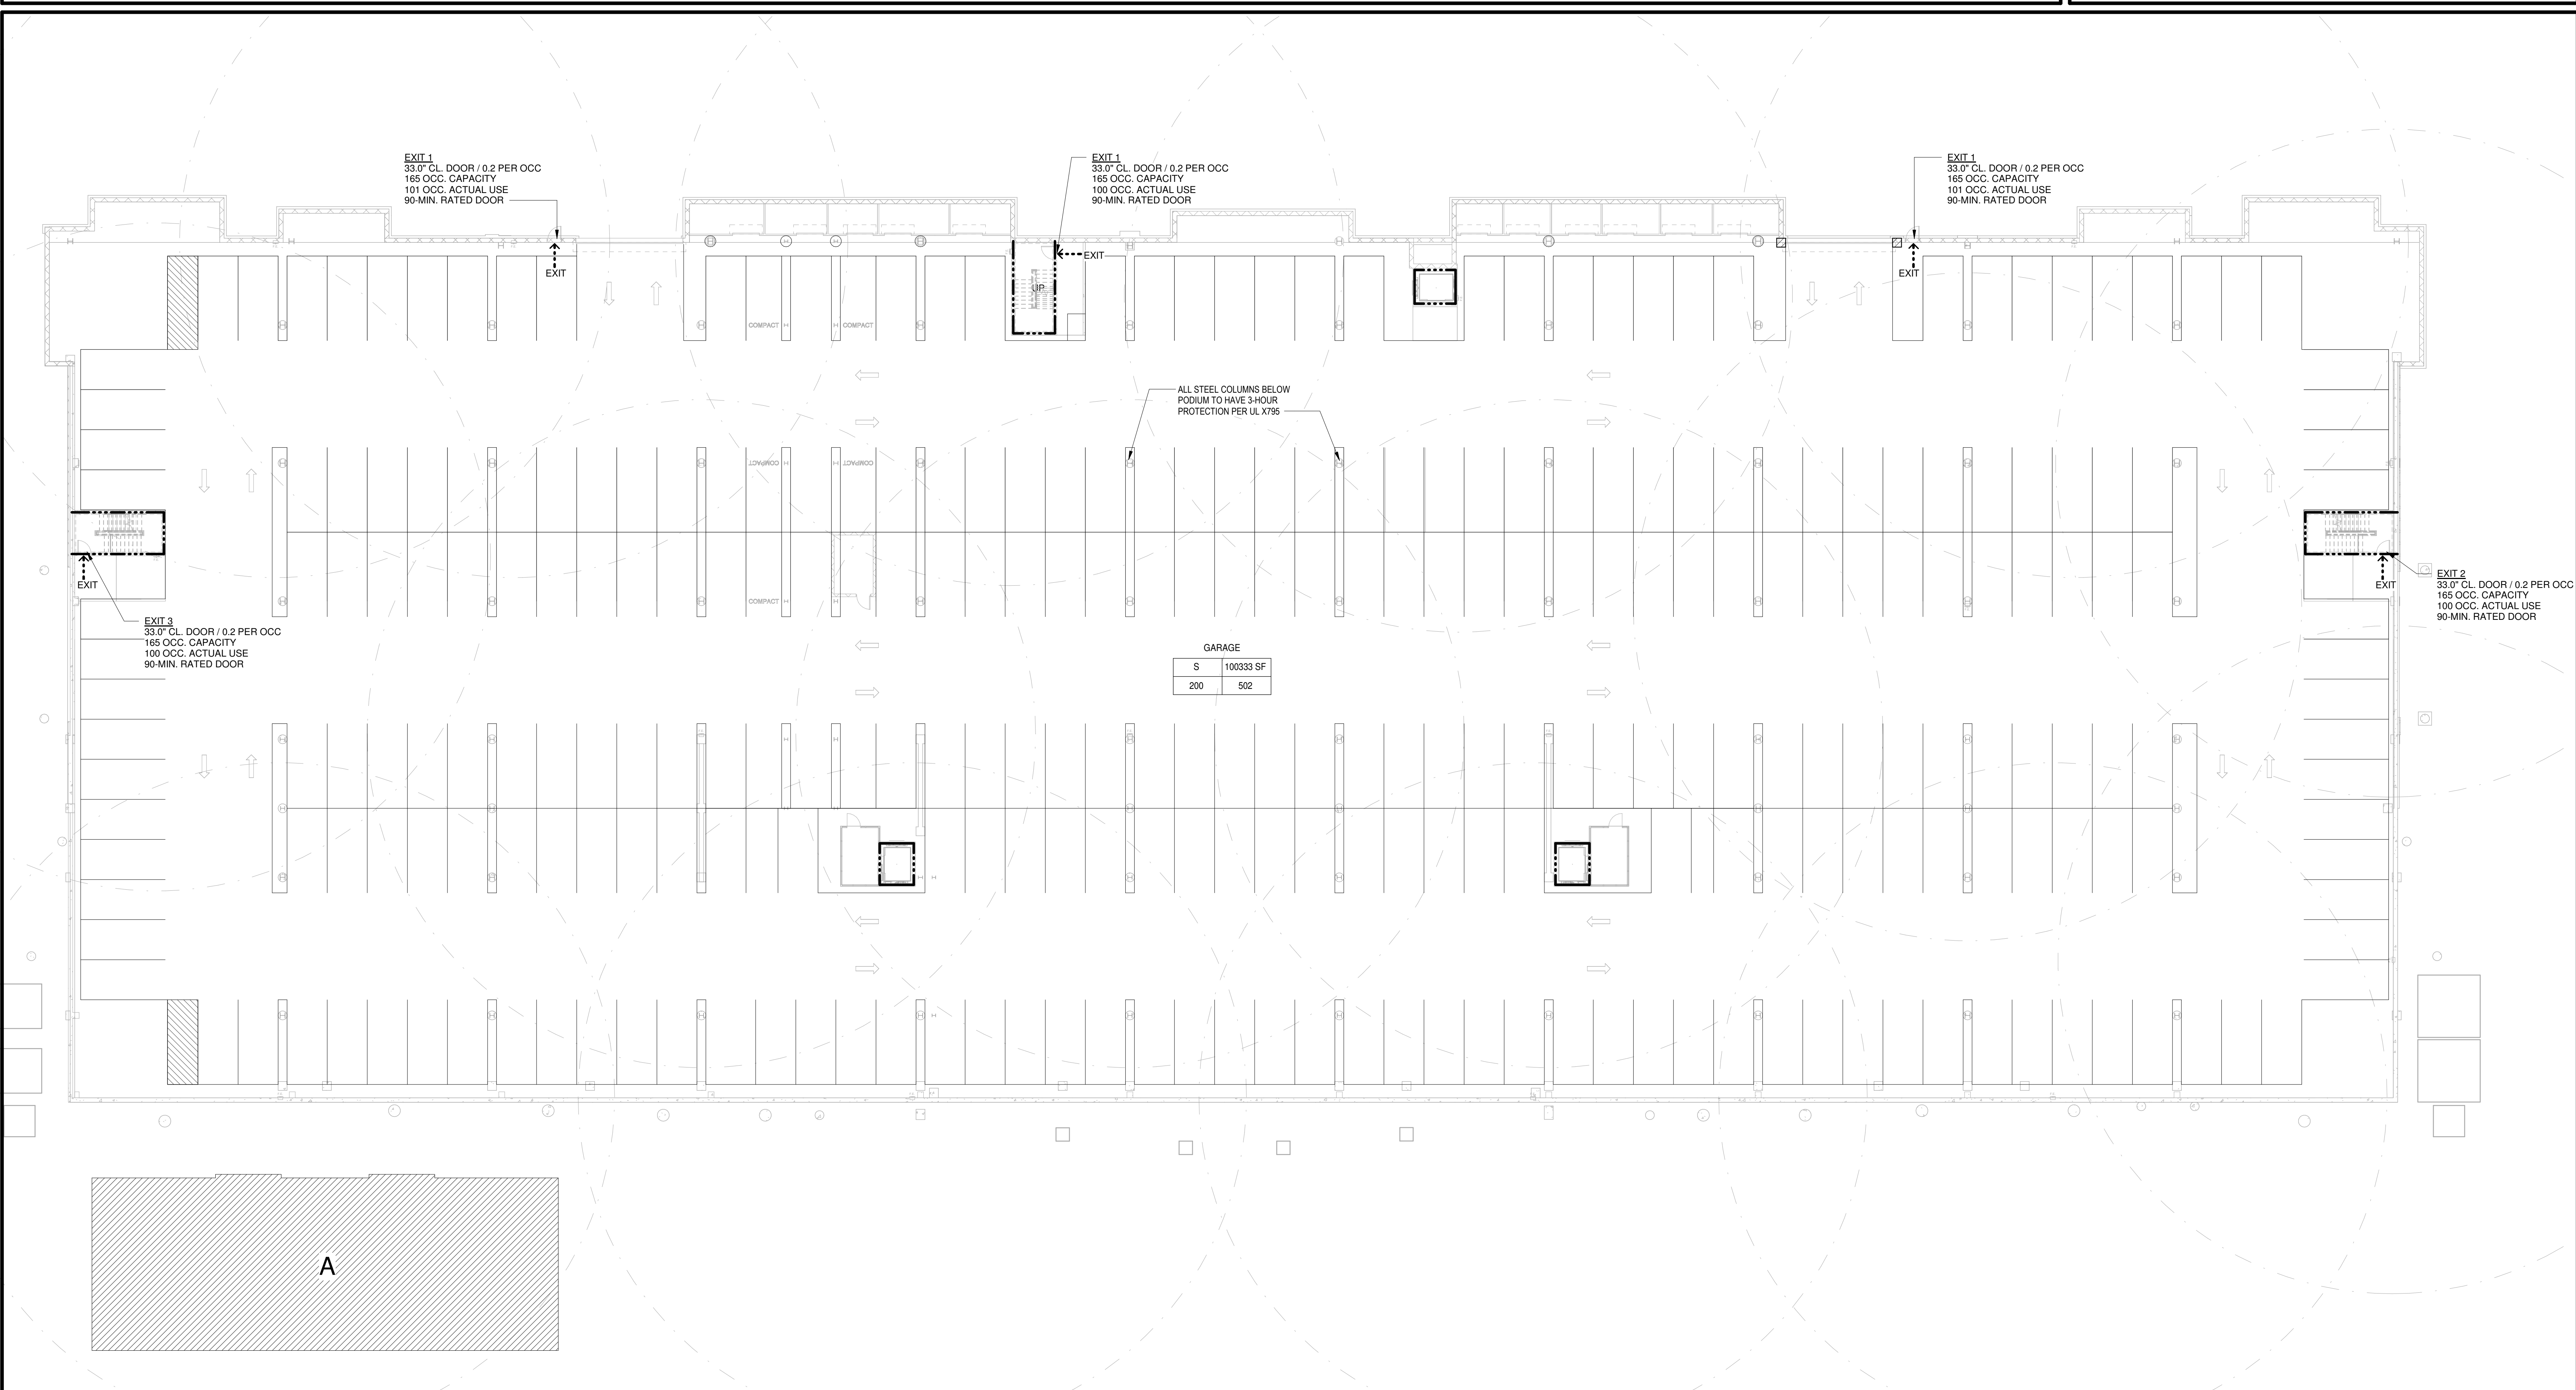 EXIT 1
33.0" CL. DOOR / 0.2 PER OCC
165 OCC. CAPACITY
101 OCC. ACTUAL USE
90-MIN. RATED DOOR
EXIT 1
33.0" CL. DOOR / 0.2 PER OCC
165 OCC. CAPACITY
100 OCC. ACTUAL USE
90-MIN. RATED DOOR
EXIT 1
33.0" CL. DOOR / 0.2 PER OCC
165 OCC. CAPACITY
101 OCC. ACTUAL USE
90-MIN. RATED DOOR
EXIT
EXIT
EXIT
UP
COMPACT
COMPACT
ALL STEEL COLUMNS BELOW
PODIUM TO HAVE 3-HOUR
PROTECTION PER UL X795
COMPACT
COMPACT
EXIT
EXIT
EXIT 2
33.0" CL. DOOR / 0.2 PER OCC
165 OCC. CAPACITY
100 OCC. ACTUAL USE
90-MIN. RATED DOOR
COMPACT
EXIT 3
33.0" CL. DOOR / 0.2 PER OCC
165 OCC. CAPACITY
100 OCC. ACTUAL USE
90-MIN. RATED DOOR
GARAGE
S 100333 SF
200 502
A